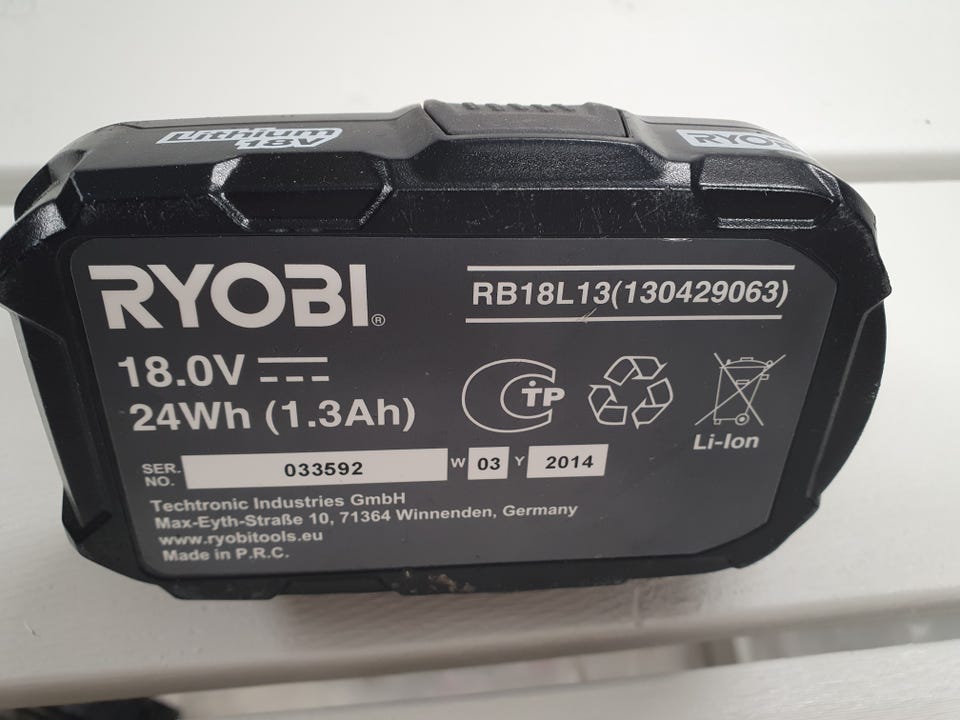 Lithium
18V
RYOBI
RYOBI®
RB18L13(130429063)
18.0V
24Wh (1.3Ah)
TP
Li-Ion
SER. NO. 033592 W 03 Y 2014
Techtronic Industries GmbH
Max-Eyth-Straße 10, 71364 Winnenden, Germany
www.ryobitools.eu
Made in P.R.C.